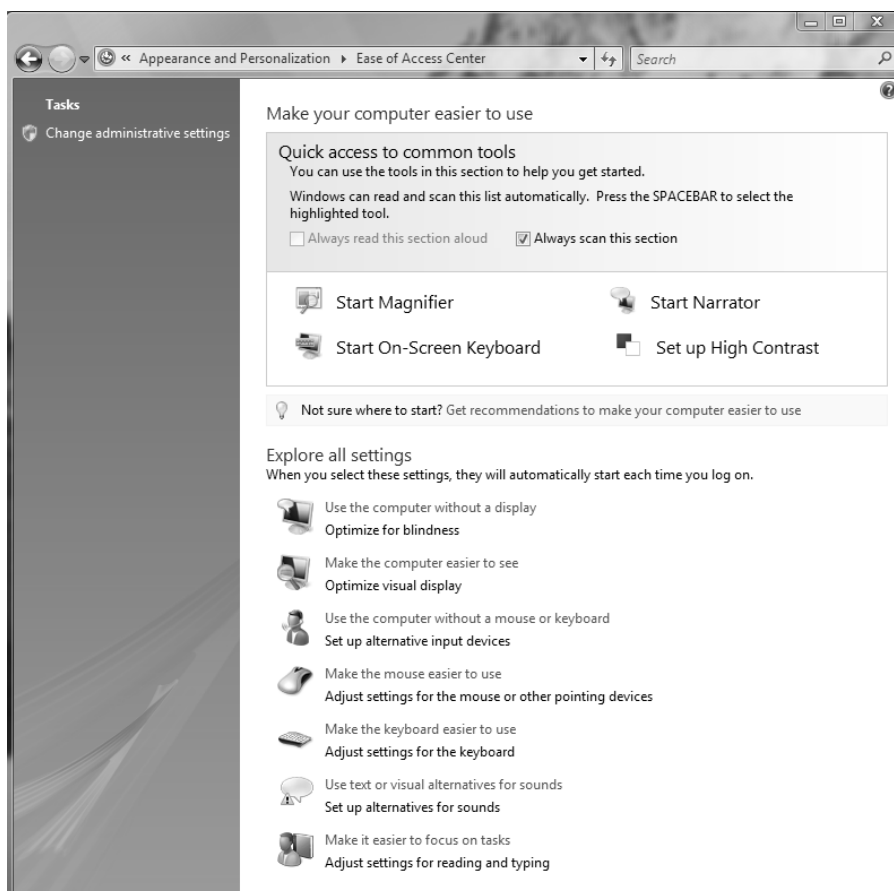 « Appearance and Personalization Ease of Access Center
Search
Tasks
Change administrative settings
Make your computer easier to use
Quick access to common tools
You can use the tools in this section to help you get started.
Windows can read and scan this list automatically. Press the SPACEBAR to select the
highlighted tool.
Always read this section aloud Always scan this section
Start Magnifier Start Narrator
Start On-Screen Keyboard Set up High Contrast
Not sure where to start? Get recommendations to make your computer easier to use
Explore all settings
When you select these settings, they will automatically start each time you log on.
Use the computer without a display
Optimize for blindness
Make the computer easier to see
Optimize visual display
Use the computer without a mouse or keyboard
Set up alternative input devices
Make the mouse easier to use
Adjust settings for the mouse or other pointing devices
Make the keyboard easier to use
Adjust settings for the keyboard
Use text or visual alternatives for sounds
Set up alternatives for sounds
Make it easier to focus on tasks
Adjust settings for reading and typing